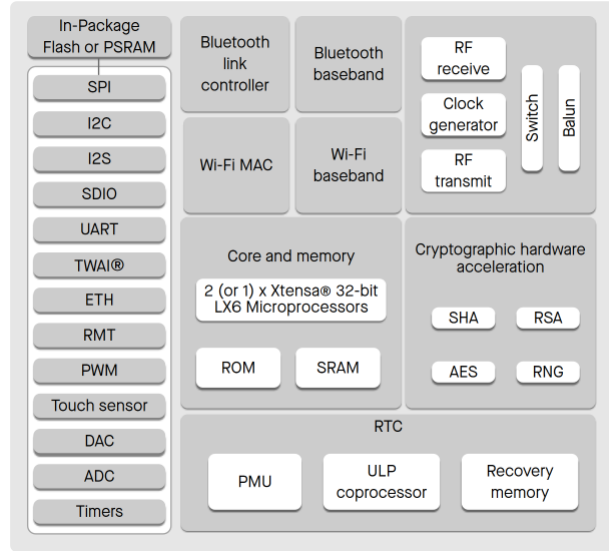 In-Package
Flash or PSRAM
SPI
I2C
I2S
SDIO
UART
TWAI®
ETH
RMT
PWM
Touch sensor
DAC
ADC
Timers
Bluetooth
link
controller
Bluetooth
baseband
Wi-Fi MAC
Wi-Fi
baseband
RF
receive
Clock
generator
RF
transmit
Switch
Balun
Core and memory
2 (or 1) x Xtensa® 32-bit
LX6 Microprocessors
ROM
SRAM
Cryptographic hardware
acceleration
SHA
RSA
AES
RNG
RTC
PMU
ULP
coprocessor
Recovery
memory